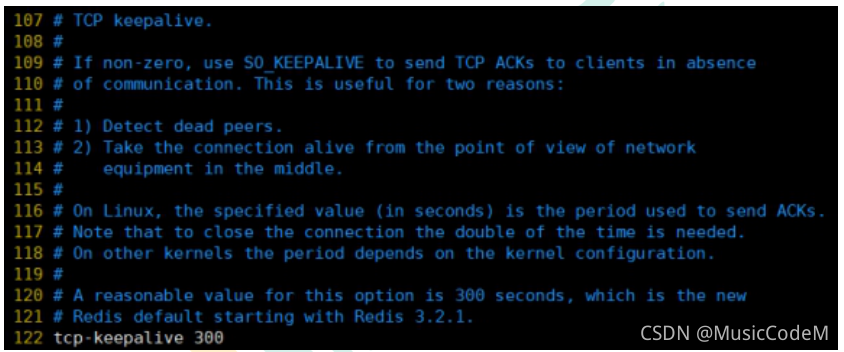 107 # TCP keepalive.
108 #
109 # If non-zero, use SO_KEEPALIVE to send TCP ACKs to clients in absence
110 # of communication. This is useful for two reasons:
111 #
112 # 1) Detect dead peers.
113 # 2) Take the connection alive from the point of view of network
114 #    equipment in the middle.
115 #
116 # On Linux, the specified value (in seconds) is the period used to send ACKs.
117 # Note that to close the connection the double of the time is needed.
118 # On other kernels the period depends on the kernel configuration.
119 #
120 # A reasonable value for this option is 300 seconds, which is the new
121 # Redis default starting with Redis 3.2.1.
122 tcp-keepalive 300
CSDN @MusicCodeM